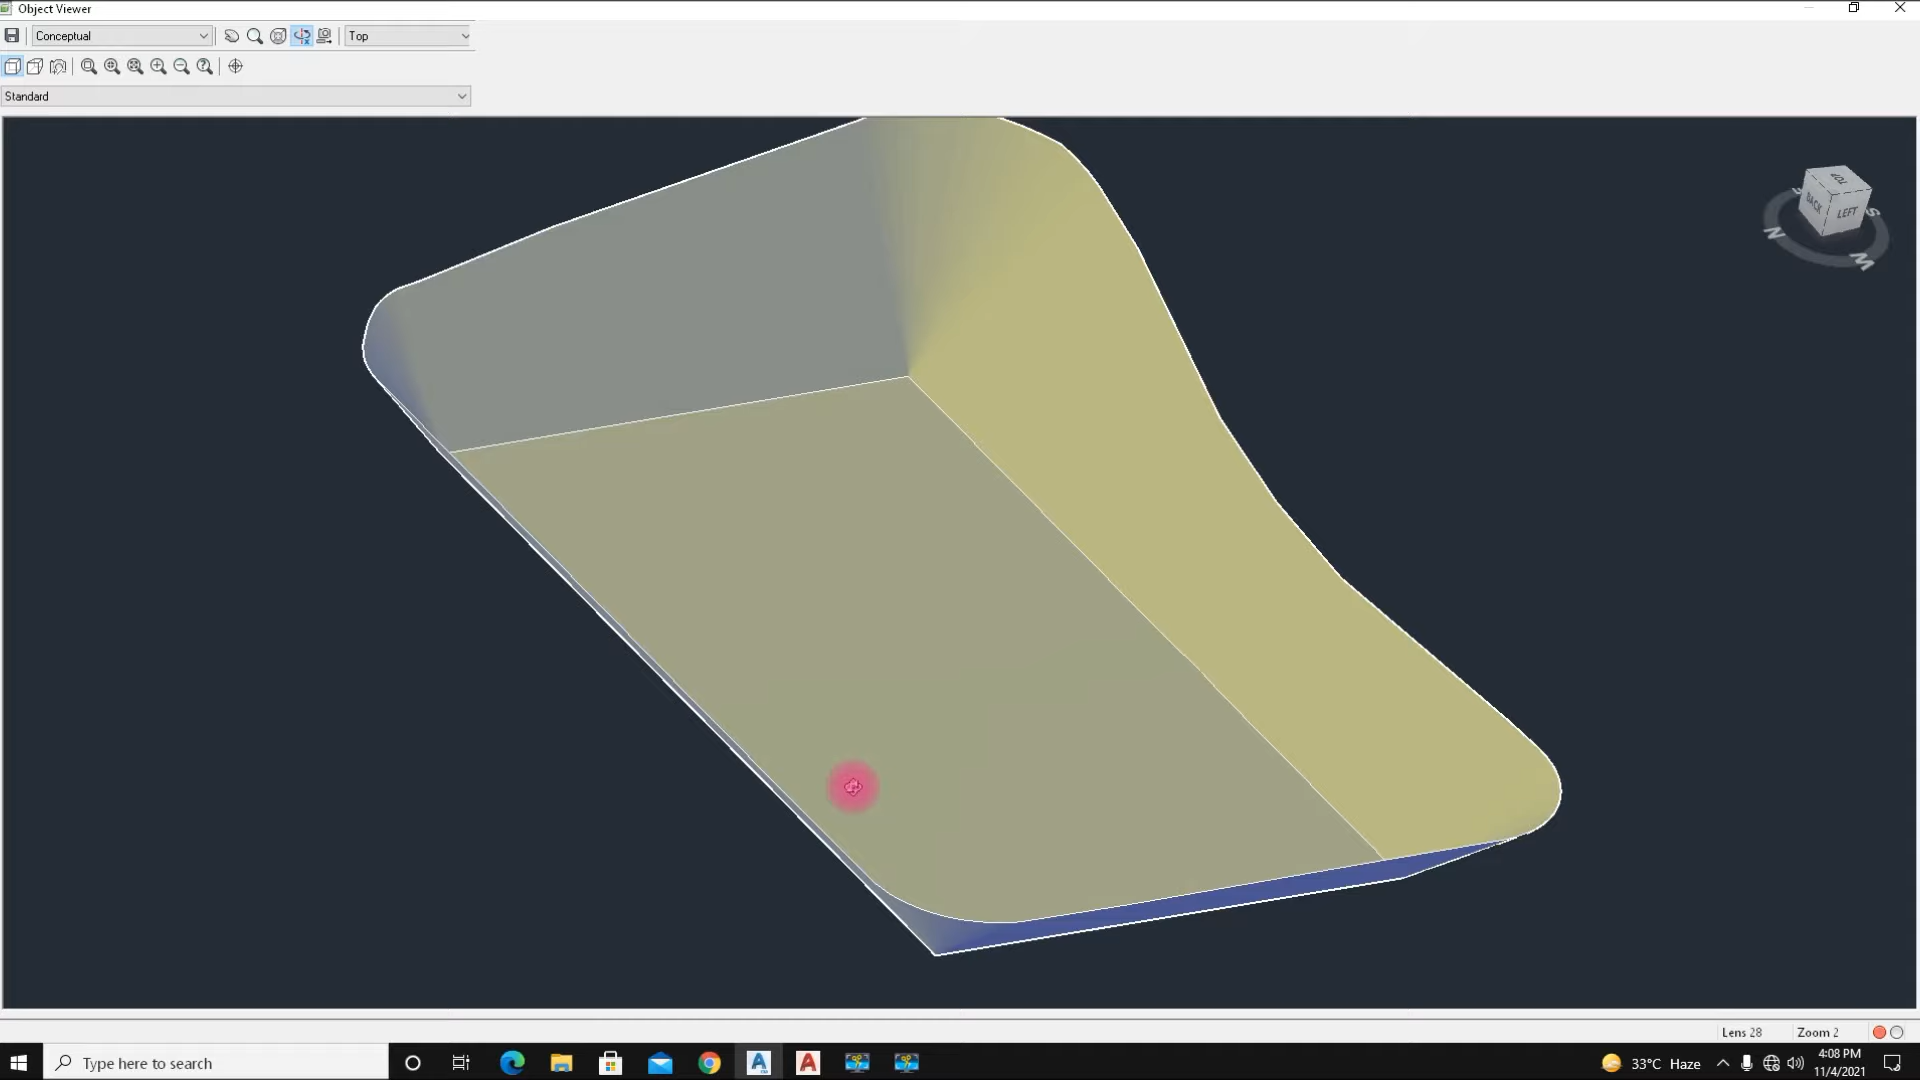 Object Viewer
Conceptual
Top
Standard
TOP
BACK
LEFT
N
S
W
Lens 28
Zoom 2
Type here to search
33°C Haze
4:08 PM
11/4/2021